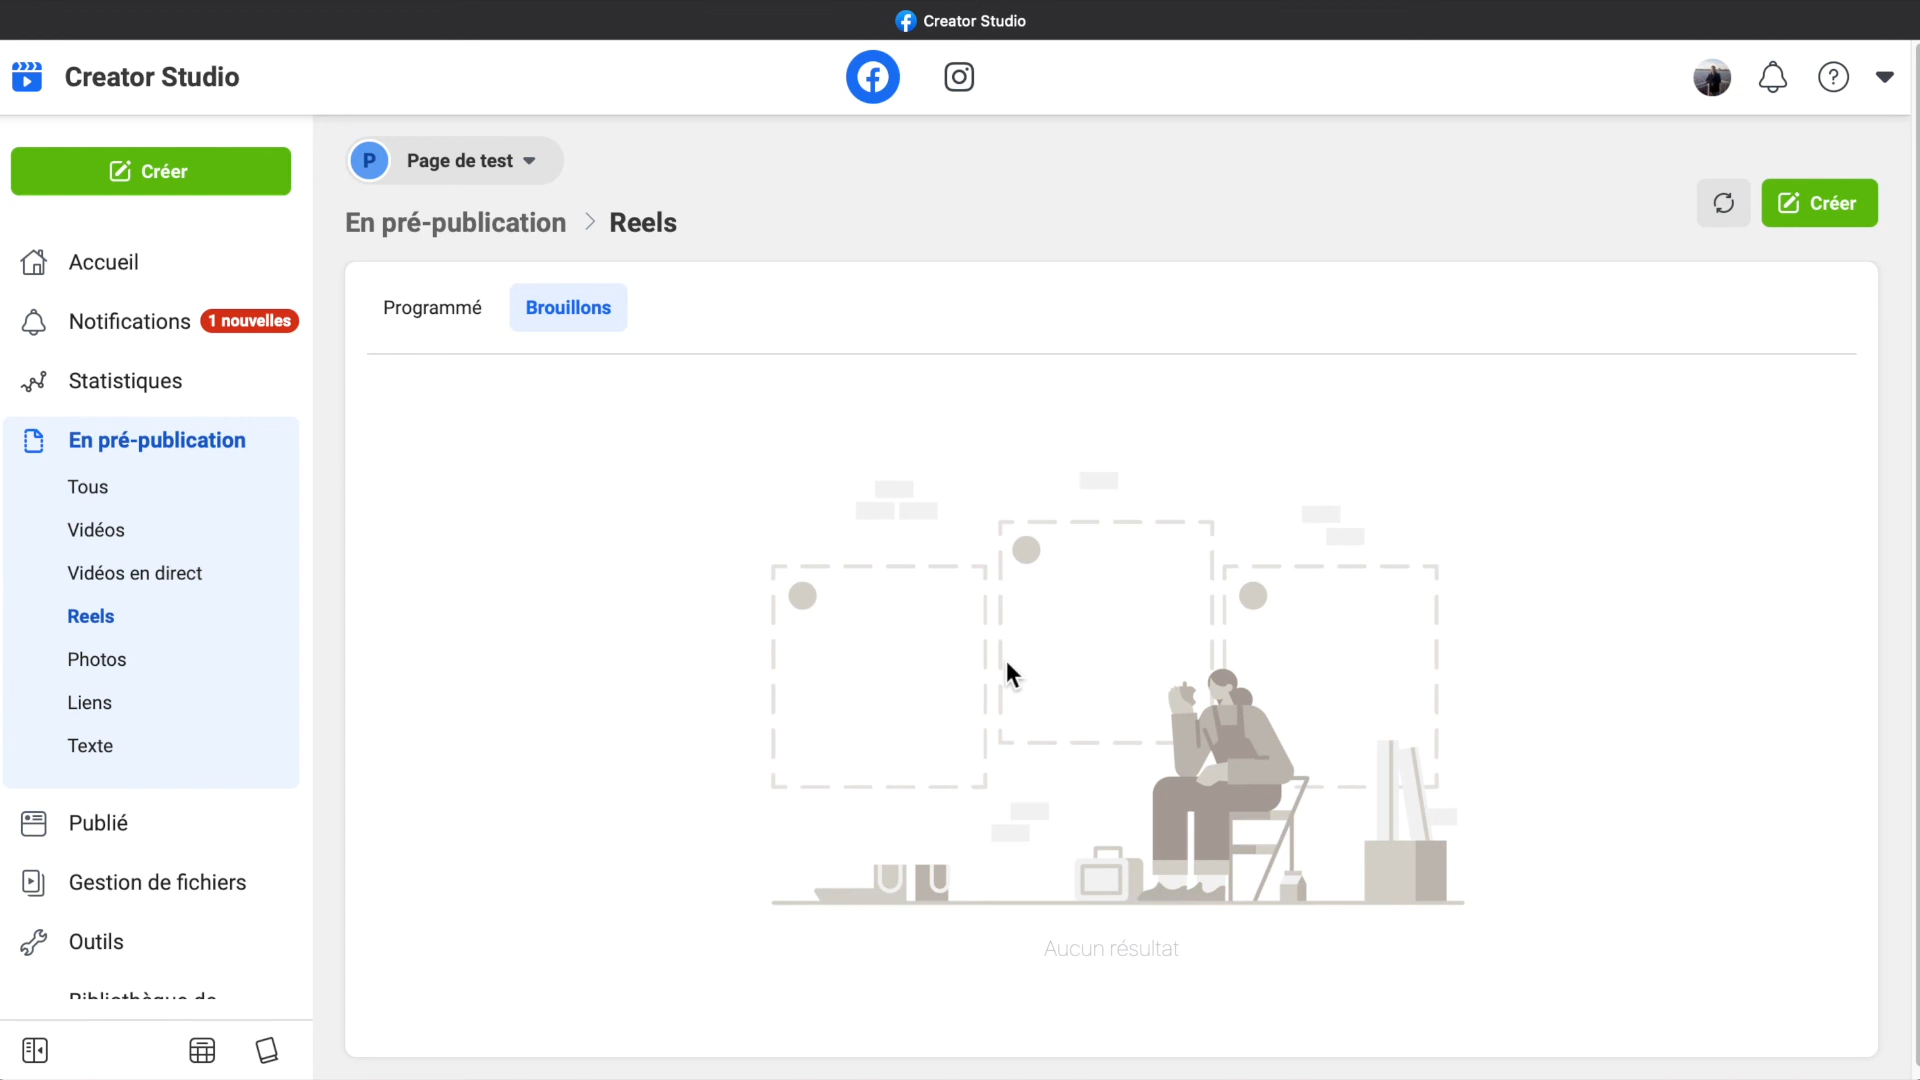 Creator Studio
Creator Studio
Créer
P
Page de test
En pré-publication > Reels
Créer
Accueil
Notifications 1 nouvelles
Statistiques
En pré-publication
Tous
Vidéos
Vidéos en direct
Reels
Photos
Liens
Texte
Publié
Gestion de fichiers
Outils
Bibliothèque de
Programmé
Brouillons
Aucun résultat